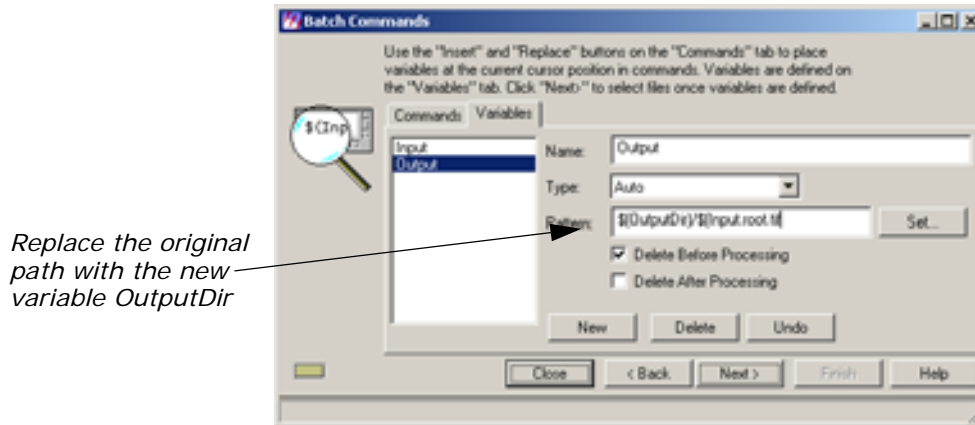 Batch Commands
Use the "Insert" and "Replace" buttons on the "Commands" tab to place
variables at the current cursor position in commands. Variables are defined on
the "Variables" tab. Click "Next>" to select files once variables are defined.
$(Inp
Commands Variables
Input
Output
Name: Output
Type: Auto
Pattern: $(OutputDir)/$(Input.root.tif Set...
Delete Before Processing
Delete After Processing
New Delete Undo
Replace the original
path with the new
variable OutputDir
Close < Back Next > Finish Help